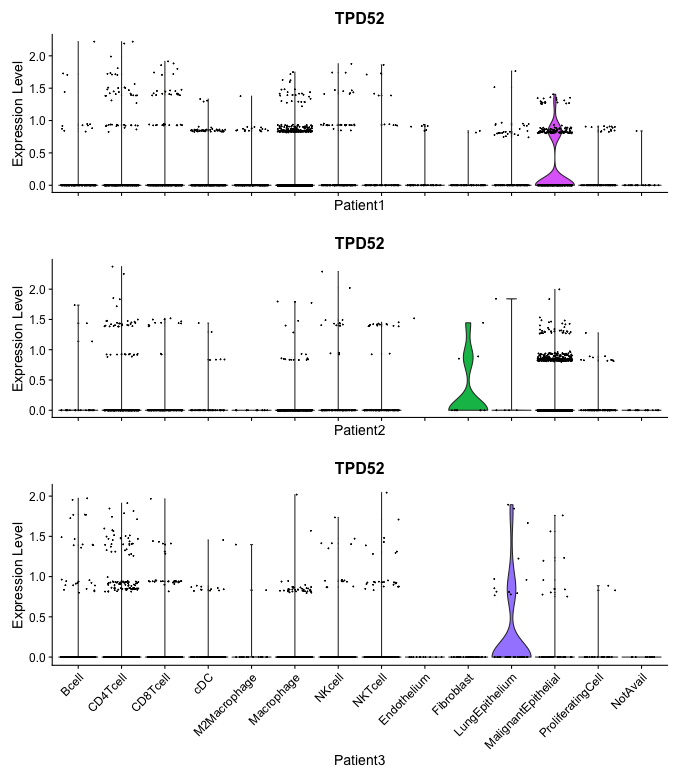 TPD52
Expression Level
2.0
1.5
1.0
0.5
0.0
Patient1
TPD52
Expression Level
2.0
1.5
1.0
0.5
0.0
Patient2
TPD52
Expression Level
2.0
1.5
1.0
0.5
0.0
Bcell
CD4Tcell
CD8Tcell
cDC
M2Macrophage
Macrophage
NKcell
NKTcell
Endothelium
Fibroblast
LungEpithelium
MalignantEpithelial
ProliferatingCell
NotAvail
Patient3